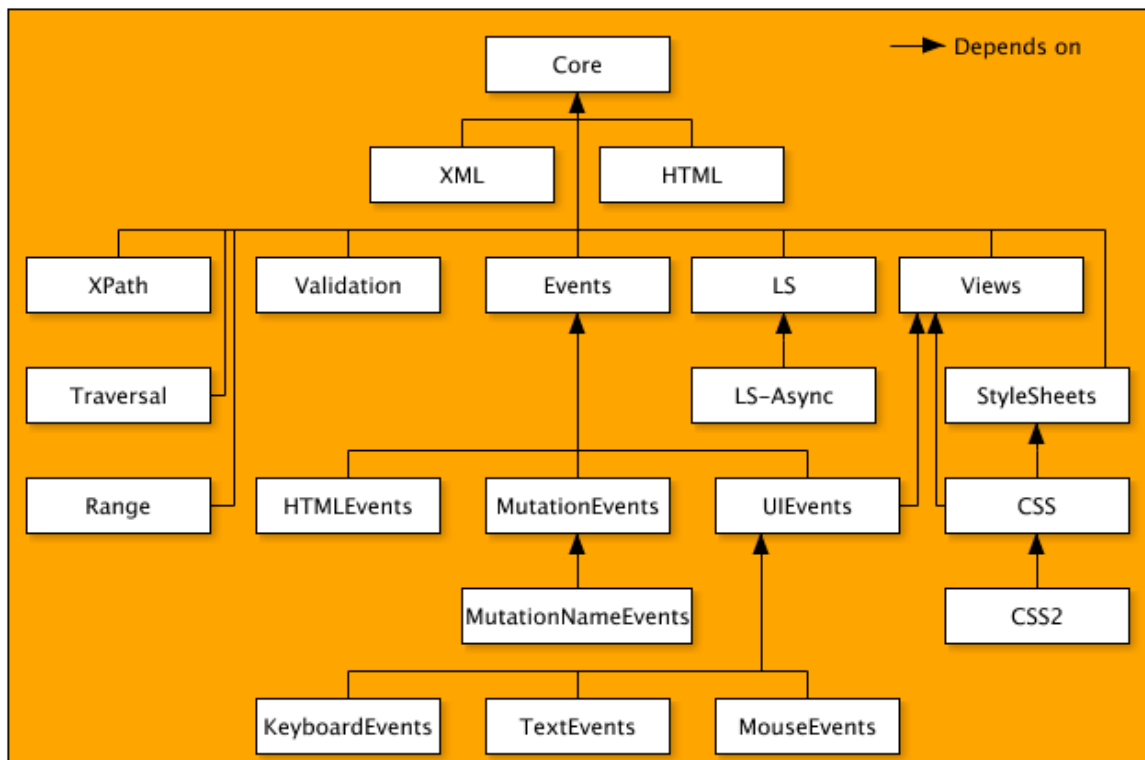 Core
Depends on
XML
HTML
XPath
Validation
Events
LS
Views
Traversal
LS-Async
StyleSheets
Range
HTMLEvents
MutationEvents
UIEvents
CSS
MutationNameEvents
CSS2
KeyboardEvents
TextEvents
MouseEvents